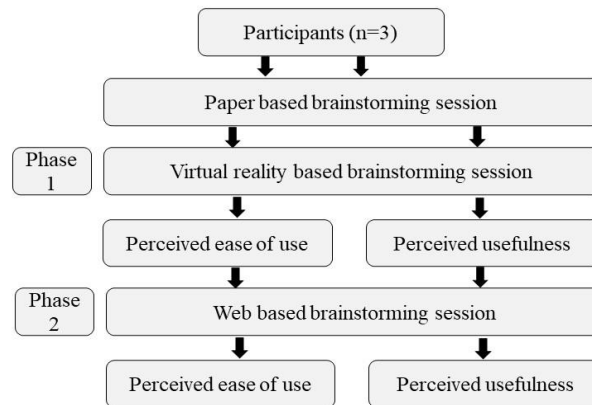 Participants (n=3)
Paper based brainstorming session
Phase
1
Virtual reality based brainstorming session
Perceived ease of use
Perceived usefulness
Phase
2
Web based brainstorming session
Perceived ease of use
Perceived usefulness